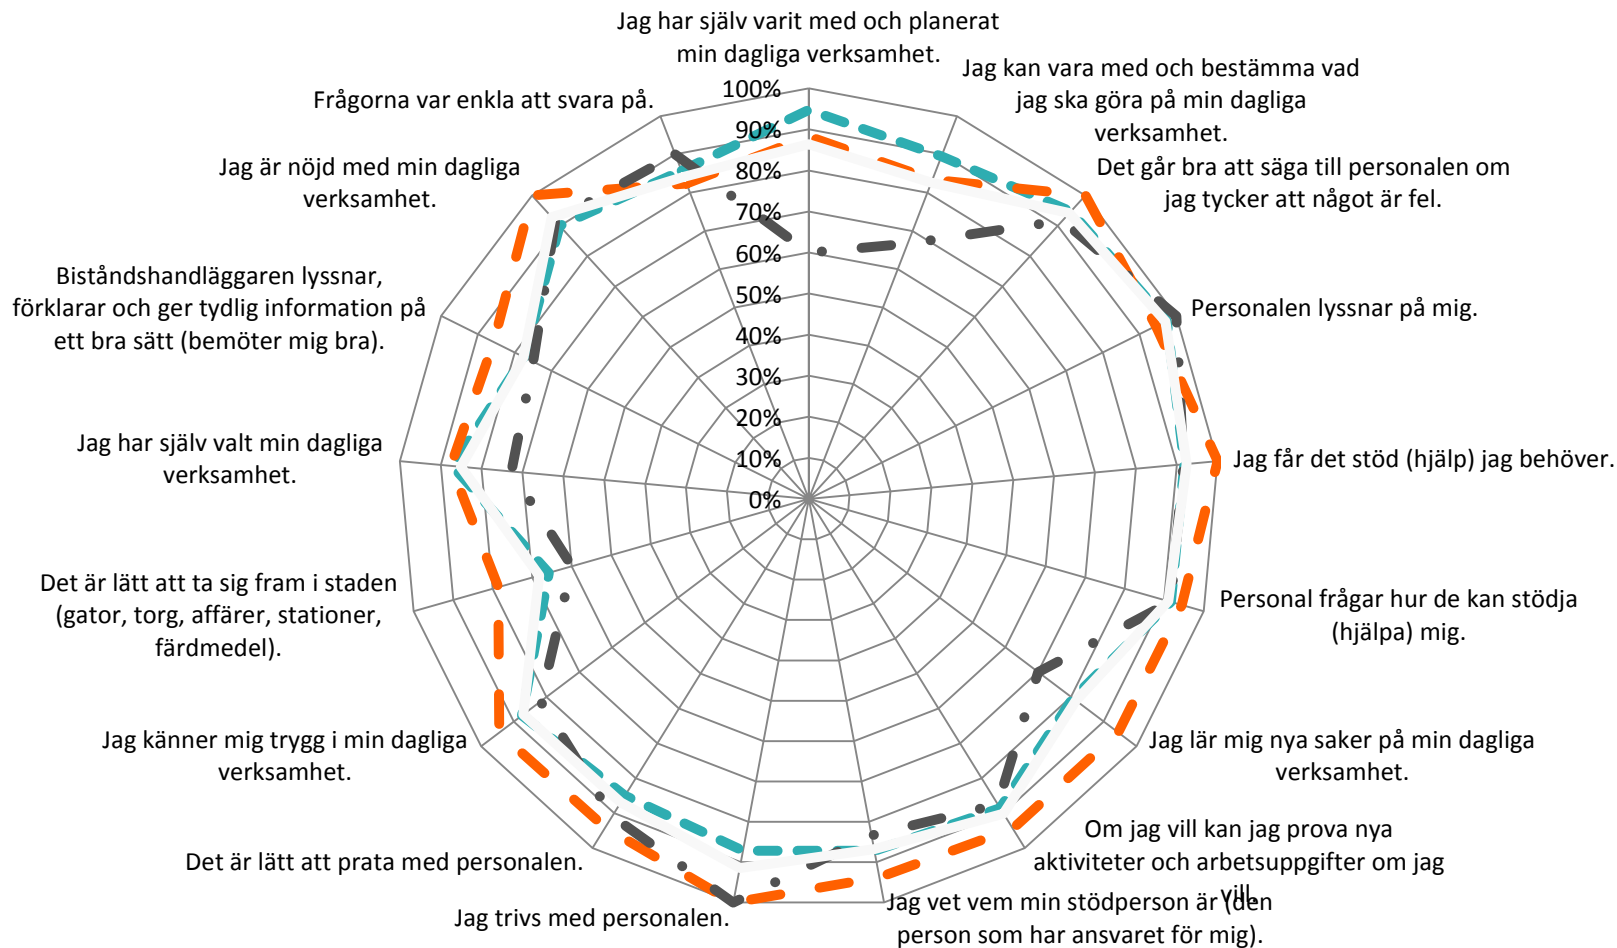 Jag har själv varit med och planerat
min dagliga verksamhet.
Jag kan vara med och bestämma vad
jag ska göra på min dagliga
verksamhet.
Det går bra att säga till personalen om
jag tycker att något är fel.
Personalen lyssnar på mig.
Jag får det stöd (hjälp) jag behöver.
Personal frågar hur de kan stödja
(hjälpa) mig.
Jag lär mig nya saker på min dagliga
verksamhet.
Om jag vill kan jag prova nya
aktiviteter och arbetsuppgifter om jag
vill.
Jag vet vem min stödperson är (den
person som har ansvaret för mig).
Jag trivs med personalen.
Det är lätt att prata med personalen.
Jag känner mig trygg i min dagliga
verksamhet.
Det är lätt att ta sig fram i staden
(gator, torg, affärer, stationer,
färdmedel).
Jag har själv valt min dagliga
verksamhet.
Biståndshandläggaren lyssnar,
förklarar och ger tydlig information på
ett bra sätt (bemöter mig bra).
Jag är nöjd med min dagliga
verksamhet.
Frågorna var enkla att svara på.
100%
90%
80%
70%
60%
50%
40%
30%
20%
10%
0%